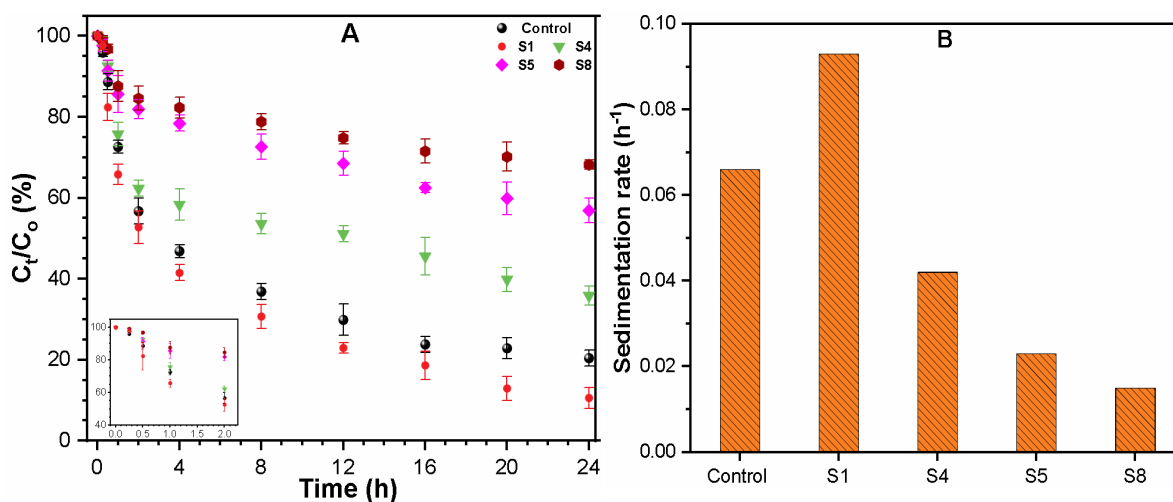 A
Control
S1 S4
S5 S8
100
80
60
40
20
0
Cₜ/Cₒ (%)
100
80
60
40
0.0 0.5 1.0 1.5 2.0
0 4 8 12 16 20 24
Time (h)
B
0.10
0.08
0.06
0.04
0.02
0.00
Sedimentation rate (h⁻¹)
Control S1 S4 S5 S8